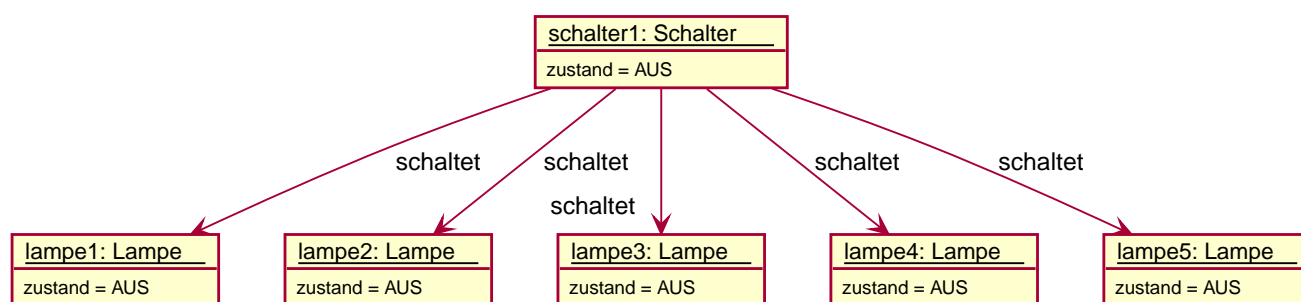 schalter1: Schalter
zustand = AUS
schaltet
schaltet
schaltet
schaltet
schaltet
lampe1: Lampe
lampe2: Lampe
lampe3: Lampe
lampe4: Lampe
lampe5: Lampe
zustand = AUS
zustand = AUS
zustand = AUS
zustand = AUS
zustand = AUS